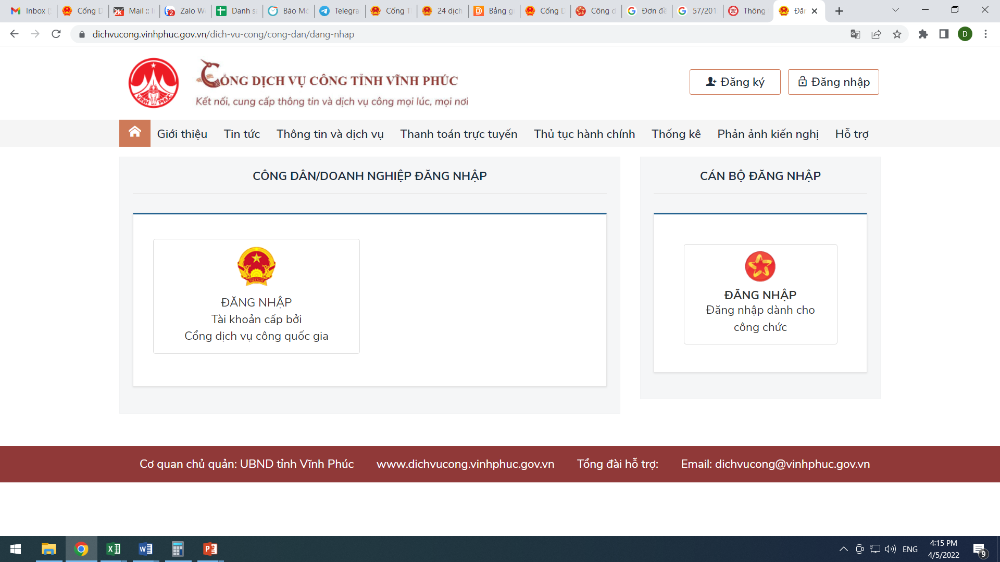 Inbox (
Cổng D
Mail ::
Zalo W
Danh sá
Báo Mớ
Telegra
Cổng T
24 dịch
Bảng gi
Cổng D
Công d
Đơn đề
57/201
Thông
Đăn
dichvucong.vinhphuc.gov.vn/dich-vu-cong/cong-dan/dang-nhap
D
VĨNH PHÚC
CỔNG DỊCH VỤ CÔNG TỈNH VĨNH PHÚC
Kết nối, cung cấp thông tin và dịch vụ công mọi lúc, mọi nơi
Đăng ký
Đăng nhập
Giới thiệu
Tin tức
Thông tin và dịch vụ
Thanh toán trực tuyến
Thủ tục hành chính
Thống kê
Phản ảnh kiến nghị
Hỗ trợ
CÔNG DÂN/DOANH NGHIỆP ĐĂNG NHẬP
ĐĂNG NHẬP
Tài khoản cấp bởi
Cổng dịch vụ công quốc gia
CÁN BỘ ĐĂNG NHẬP
ĐĂNG NHẬP
Đăng nhập dành cho
công chức
Cơ quan chủ quản: UBND tỉnh Vĩnh Phúc
www.dichvucong.vinhphuc.gov.vn
Tổng đài hỗ trợ:
Email: dichvucong@vinhphuc.gov.vn
ENG
4:15 PM
4/5/2022
9